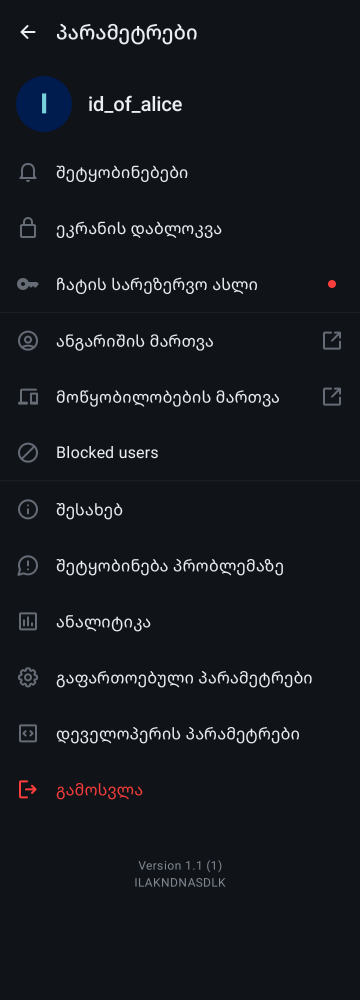 პარამეტრები
I
id_of_alice
შეტყობინებები
ეკრანის დაბლოკვა
ჩატის სარეზერვო ასლი
ანგარიშის მართვა
მოწყობილობების მართვა
Blocked users
შესახებ
შეტყობინება პრობლემაზე
ანალიტიკა
გაფართოებული პარამეტრები
დეველოპერის პარამეტრები
გამოსვლა
Version 1.1 (1)
ILAKNDNASDLK